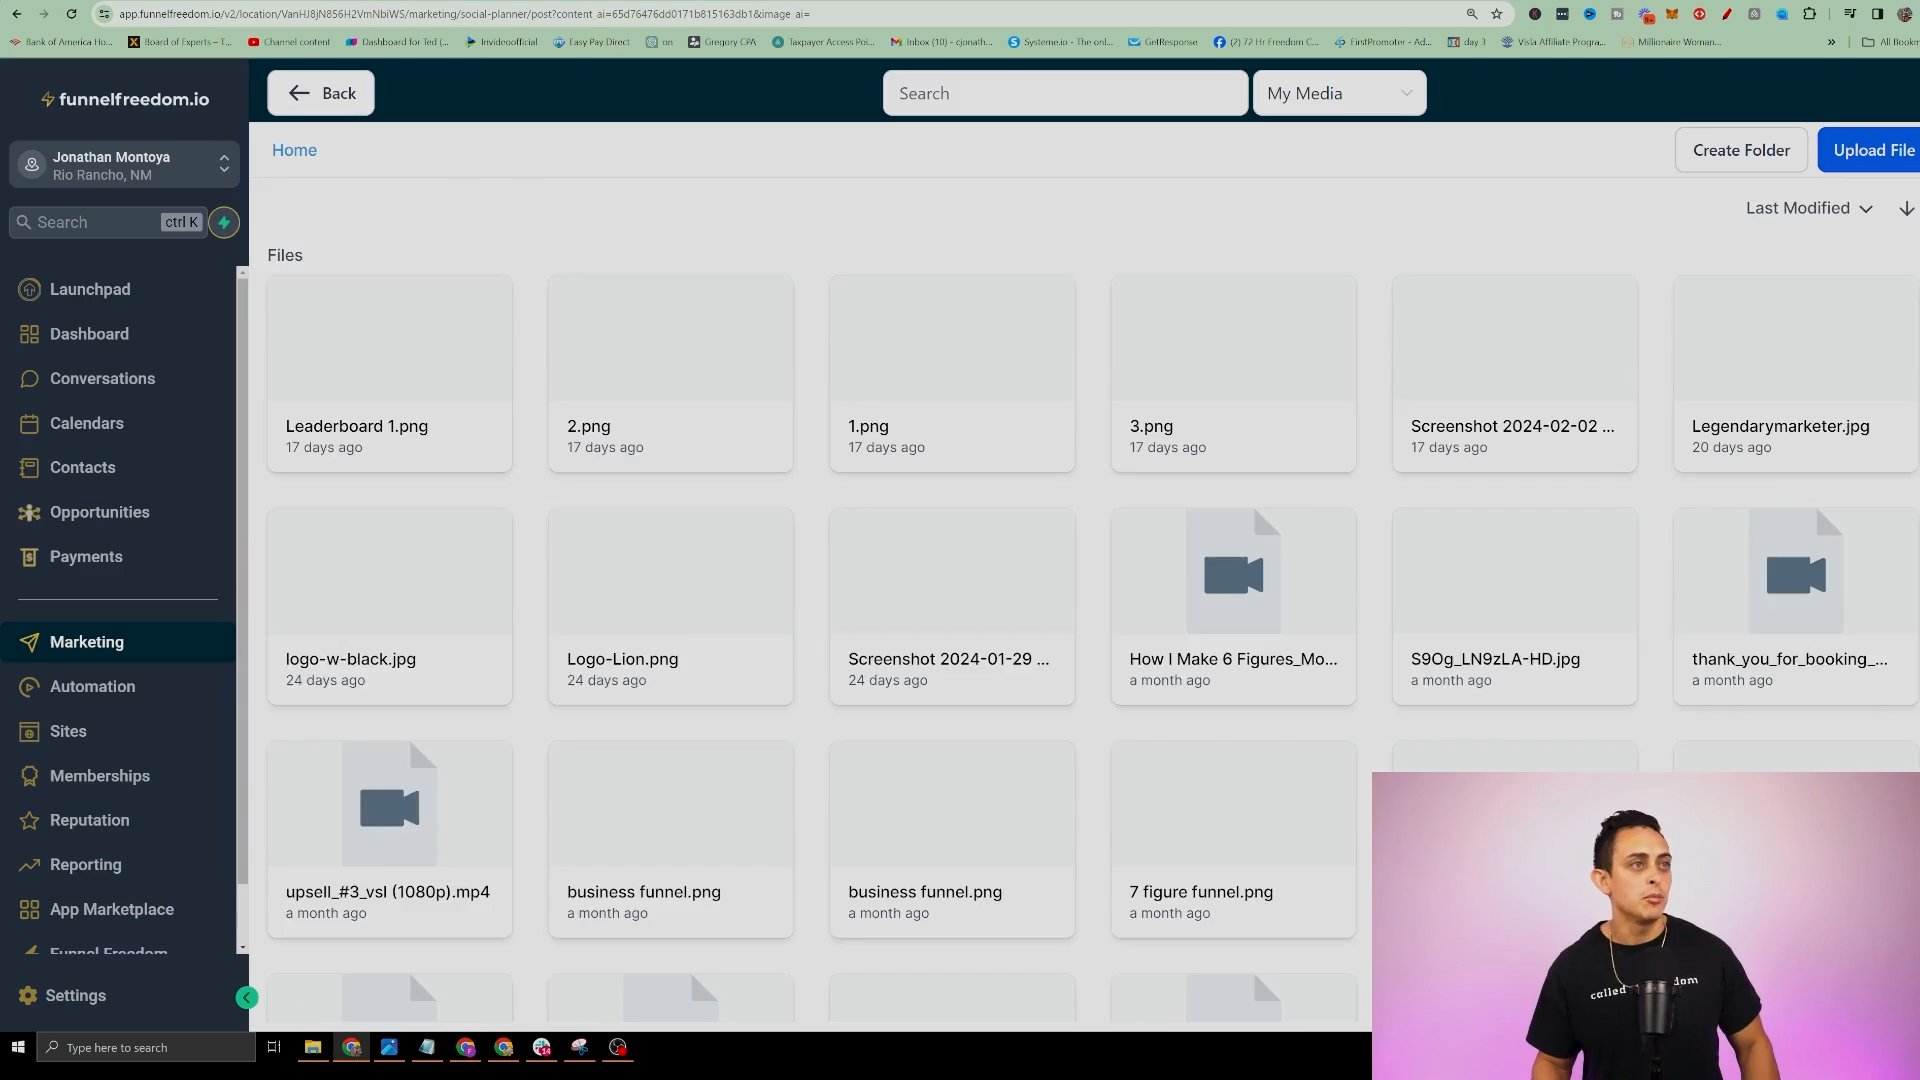 app.funnelfreedom.io/v2/location/VanHJ8jN856H2VmNbiWS/marketing/social-planner/post?content_ai=65d76476dd0171b815163db1&image_ai=
Bank of America Ho...
Board of Experts – T...
Channel content
Dashboard for Ted (...
Invideoofficial
Easy Pay Direct
on
Gregory CPA
Taxpayer Access Poi...
Inbox (10) - cjonath...
Systeme.io - The onl...
GetResponse
(2) 72 Hr Freedom C...
FirstPromoter - Ad...
day 3
Visla Affiliate Progra...
Millionaire Woman...
»
All Bookm
funnelfreedom.io
Back
Search
My Media
Jonathan Montoya
Rio Rancho, NM
Home
Create Folder
Upload File
Search
ctrl K
Last Modified
Files
Launchpad
Dashboard
Conversations
Calendars
Contacts
Opportunities
Payments
Marketing
Automation
Sites
Memberships
Reputation
Reporting
App Marketplace
Funnel Freedom
Settings
Leaderboard 1.png
17 days ago
2.png
17 days ago
1.png
17 days ago
3.png
17 days ago
Screenshot 2024-02-02 ...
17 days ago
Legendarymarketer.jpg
20 days ago
logo-w-black.jpg
24 days ago
Logo-Lion.png
24 days ago
Screenshot 2024-01-29 ...
24 days ago
How I Make 6 Figures_Mo...
a month ago
S9Og_LN9zLA-HD.jpg
a month ago
thank_you_for_booking_...
a month ago
upsell_#3_vsl (1080p).mp4
a month ago
business funnel.png
a month ago
business funnel.png
a month ago
7 figure funnel.png
a month ago
called
dom
Type here to search
14